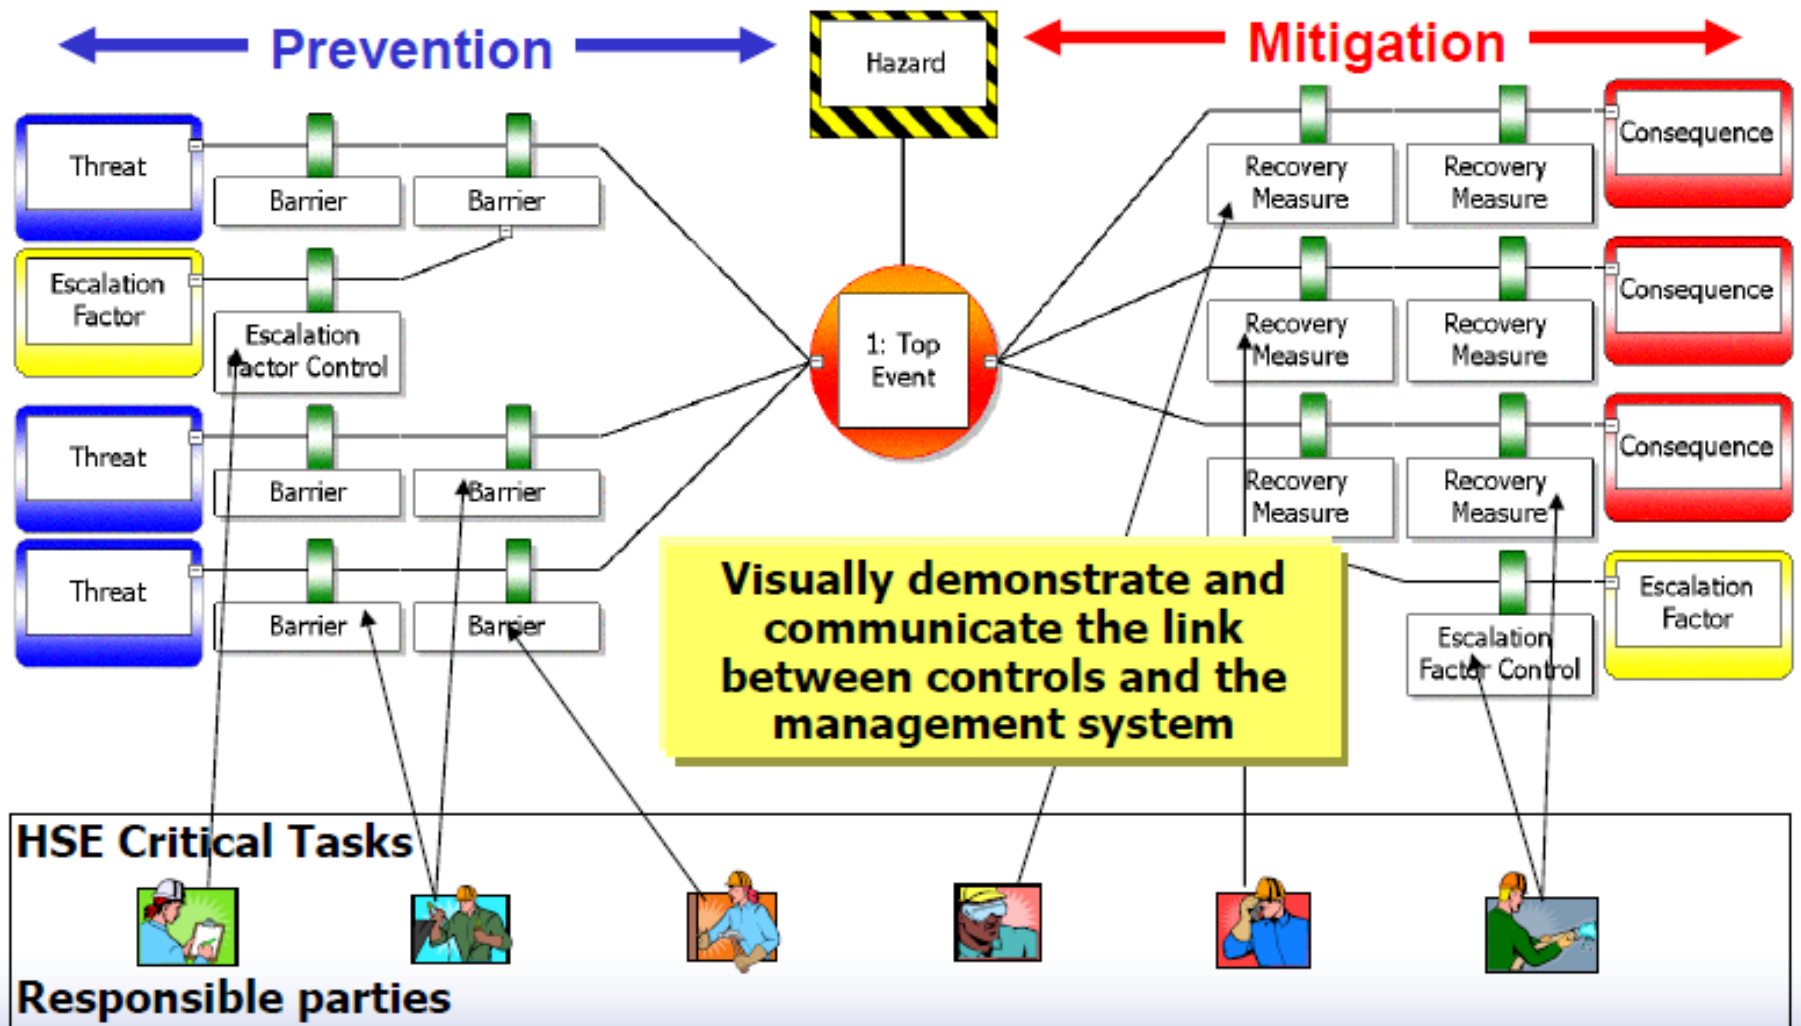 Prevention
Hazard
Mitigation
Threat
Barrier
Barrier
Recovery
Measure
Recovery
Measure
Consequence
Escalation
Factor
Escalation
Factor Control
1: Top
Event
Recovery
Measure
Recovery
Measure
Consequence
Threat
Barrier
Barrier
Recovery
Measure
Recovery
Measure
Consequence
Threat
Barrier
Barrier
Visually demonstrate and
communicate the link
between controls and the
management system
Escalation
Factor Control
Escalation
Factor
HSE Critical Tasks
Responsible parties